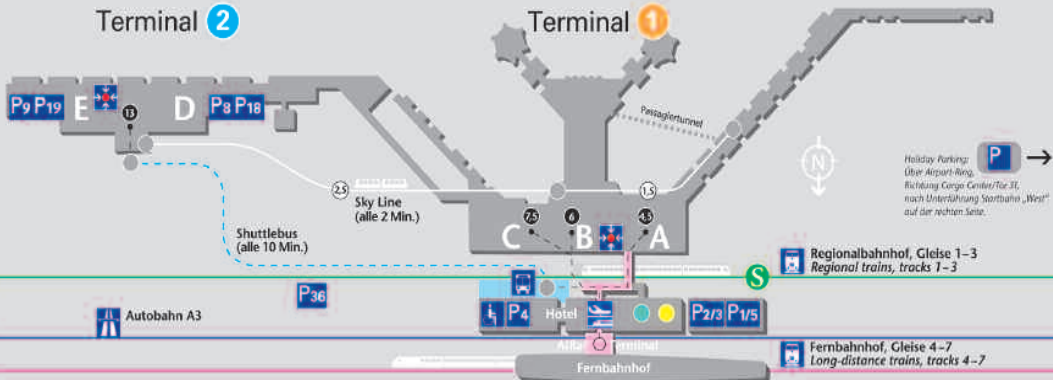 Terminal 2
Terminal 1
P9 P19
E
D
P8 P18
13
Passagiertunnel
N
Holiday Parking:
Über Airport-Ring,
Richtung Cargo Center/Tor 31,
nach Unterführung Startbahn „West“
auf der rechten Seite.
P
2,5
Sky Line
(alle 2 Min.)
1,5
7,5
6
4,5
C
B
A
Shuttlebus
(alle 10 Min.)
Regionalbahnhof, Gleise 1–3
Regional trains, tracks 1–3
S
P36
Autobahn A3
P4
Hotel
P2/3 P1/5
Terminal
Fernbahnhof
Fernbahnhof, Gleise 4–7
Long-distance trains, tracks 4–7